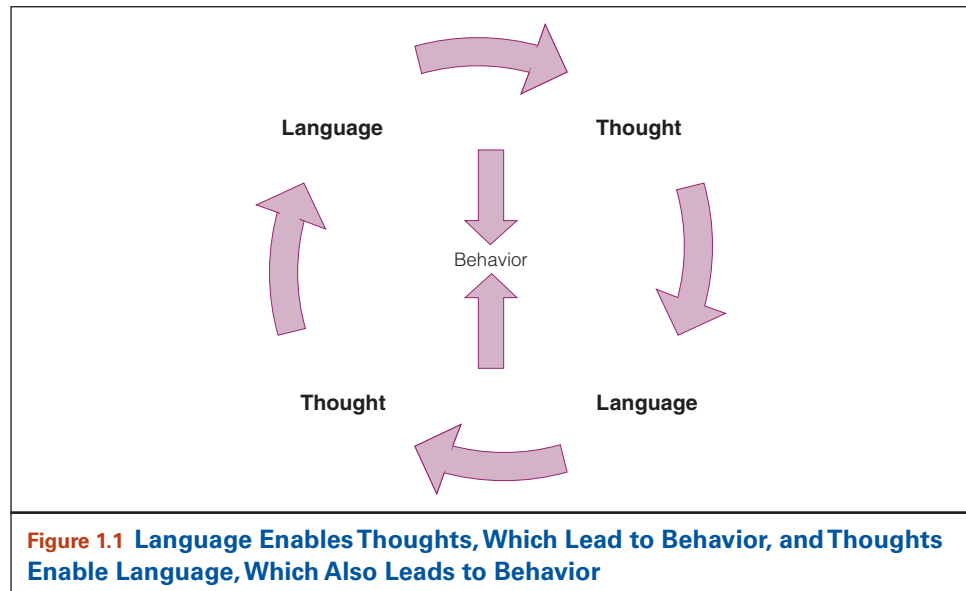 Language Thought
Behavior
Thought Language
Figure 1.1 Language Enables Thoughts, Which Lead to Behavior, and Thoughts
Enable Language, Which Also Leads to Behavior